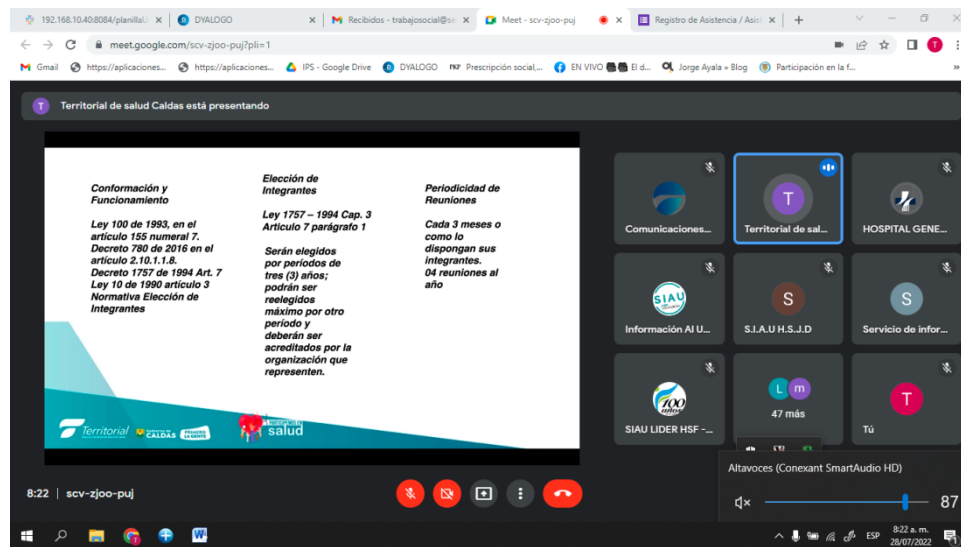 192.168.10.40:8084/planillaU
DYALOGO
Recibidos - trabajosocial@se
Meet - scv-zjoo-puj
Registro de Asistencia / Asis
meet.google.com/scv-zjoo-puj?pli=1
T
Gmail
https://aplicaciones...
https://aplicaciones...
IPS - Google Drive
DYALOGO
Prescripción social,...
EN VIVO
El d...
Jorge Ayala » Blog
Participación en la f...
»
T
Territorial de salud Caldas está presentando
Conformación y
Funcionamiento
Ley 100 de 1993, en el
artículo 155 numeral 7.
Decreto 780 de 2016 en el
artículo 2.10.1.1.8.
Decreto 1757 de 1994 Art. 7
Ley 10 de 1990 artículo 3
Normativa Elección de
Integrantes
Elección de
Integrantes
Ley 1757 – 1994 Cap. 3
Artículo 7 parágrafo 1
Serán elegidos
por períodos de
tres (3) años;
podrán ser
reelegidos
máximo por otro
período y
deberán ser
acreditados por la
organización que
representen.
Periodicidad de
Reuniones
Cada 3 meses o
como lo
dispongan sus
integrantes.
04 reuniones al
año
Territorial
CALDAS
PRIMERO
LA GENTE
salud
Comunicaciones...
T
Territorial de sal...
HOSPITAL GENE...
SIAU
Información Al U...
S
S.I.A.U H.S.J.D
S
Servicio de infor...
100
años
SIAU LIDER HSF -...
L m
47 más
T
Tú
Altavoces (Conexant SmartAudio HD)
87
8:22 | scv-zjoo-puj
ESP
8:22 a. m.
28/07/2022